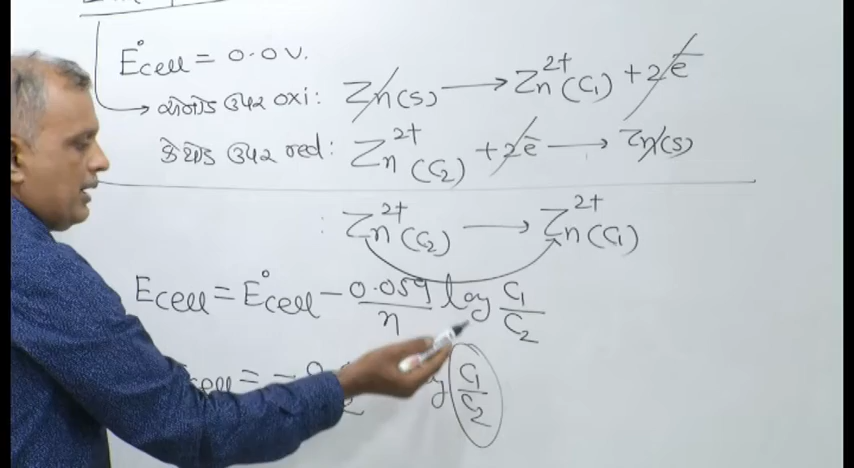 E°cell = 0.0 V.
એનોડ ઉપર oxi: Zn(s) ⟶ Zn²⁺(C₁) + 2e⁻
કેથોડ ઉપર red: Zn²⁺(C₂) + 2e⁻ ⟶ Zn(s)
: Zn²⁺(C₂) ⟶ Zn²⁺(C₁)
Ecell = E°cell − 0.059/n log C₁/C₂
C₁/C₂